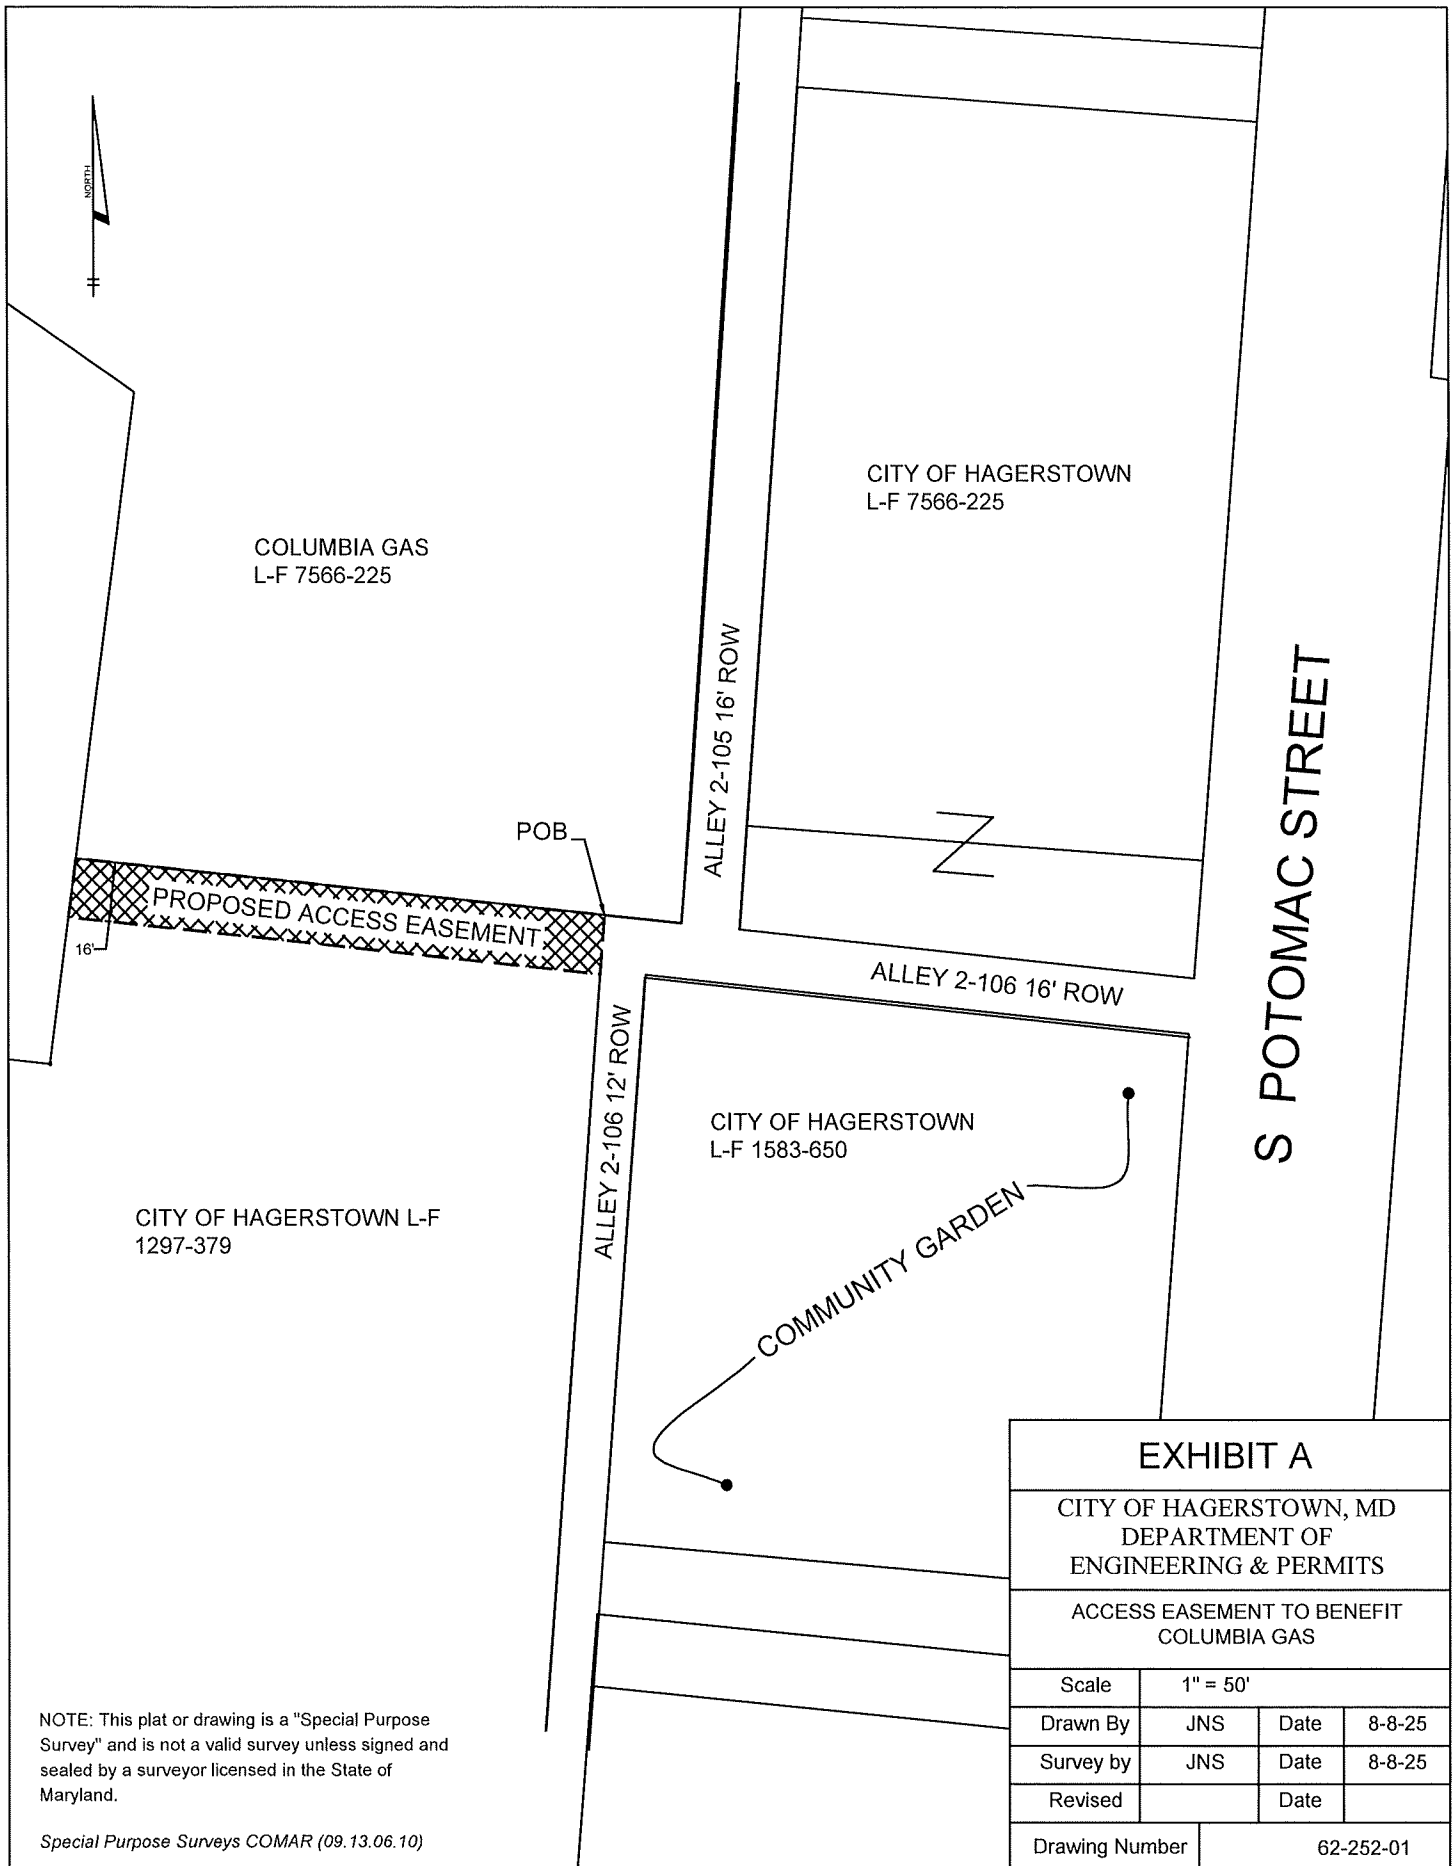 NORTH
CITY OF HAGERSTOWN
L-F 7566-225
COLUMBIA GAS
L-F 7566-225
ALLEY 2-105 16' ROW
S POTOMAC STREET
POB
PROPOSED ACCESS EASEMENT
16'
ALLEY 2-106 16' ROW
ALLEY 2-106 12' ROW
CITY OF HAGERSTOWN
L-F 1583-650
COMMUNITY GARDEN
CITY OF HAGERSTOWN L-F
1297-379
EXHIBIT A
CITY OF HAGERSTOWN, MD
DEPARTMENT OF
ENGINEERING & PERMITS
ACCESS EASEMENT TO BENEFIT
COLUMBIA GAS
Scale 1" = 50'
Drawn By JNS Date 8-8-25
Survey by JNS Date 8-8-25
Revised Date
Drawing Number 62-252-01
NOTE: This plat or drawing is a "Special Purpose
Survey" and is not a valid survey unless signed and
sealed by a surveyor licensed in the State of
Maryland.
Special Purpose Surveys COMAR (09.13.06.10)